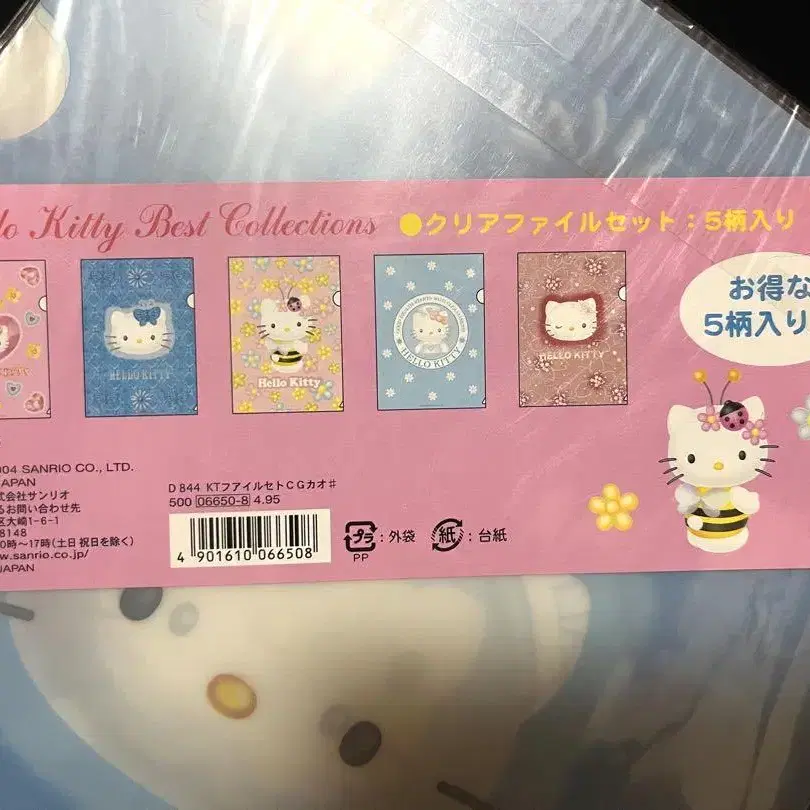 lo Kitty Best Collections ●クリアファイルセット：5柄入り
お得な
5柄入り
HELLO KITTY
Hello Kitty
HELLO KITTY
HELLO KITTY
04 SANRIO CO., LTD.
JAPAN
式会社サンリオ
るお問い合わせ先
区大崎1-6-1
8148
0時〜17時(土日祝日を除く)
w.sanrio.co.jp/
JAPAN
D 844 KTフアイルセトCGカオ♯
500 06650-8 4.95
4 901610 066508
プラ:外袋
PP
紙:台紙